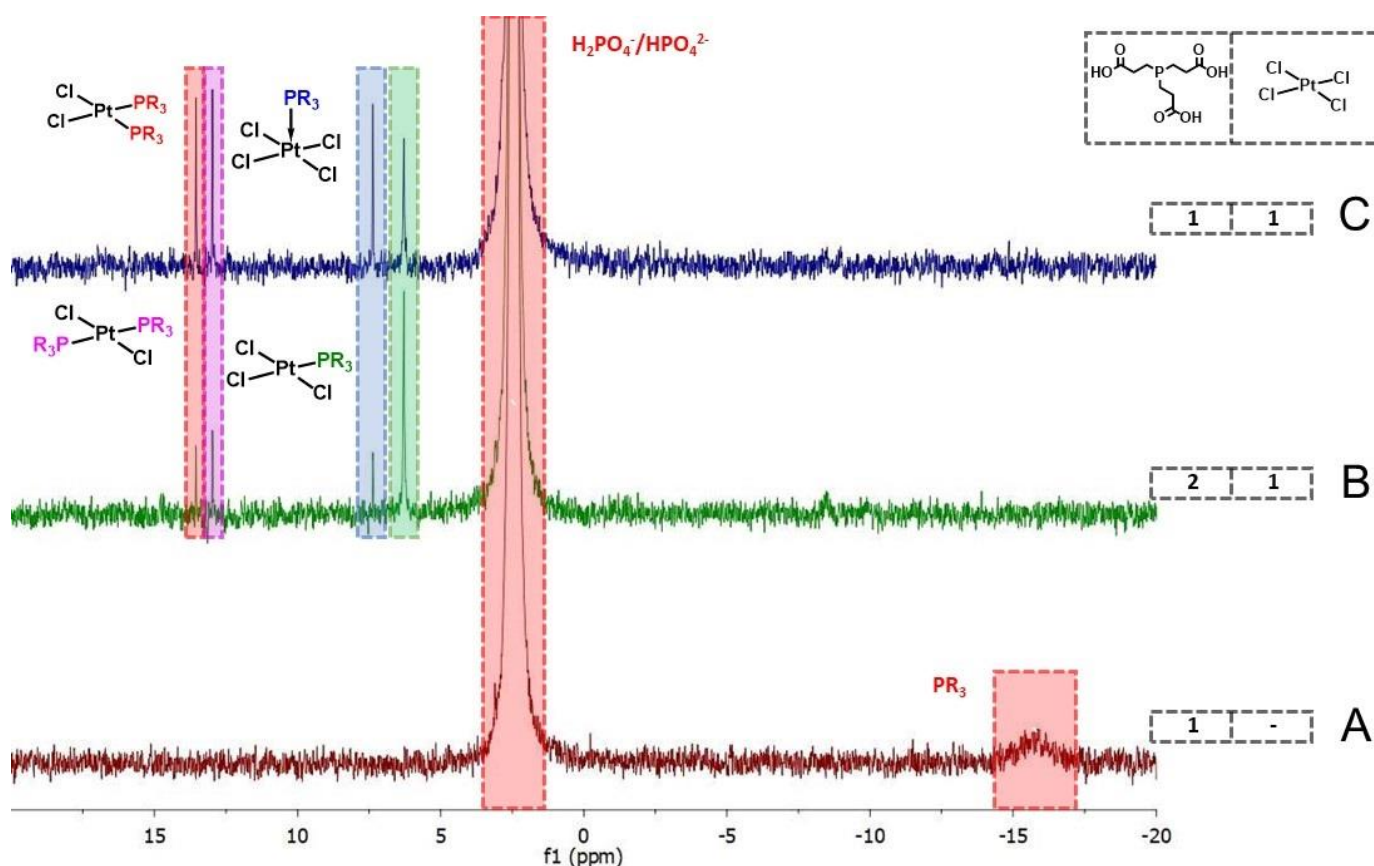 H₂PO₄⁻/HPO₄²⁻
O
O
HO
P
OH
O
OH
Cl
Cl
Pt
Cl
Cl
Cl
Pt
PR₃
Cl
PR₃
PR₃
Cl
Cl
Pt
Cl
Cl
1 1 C
Cl
Pt
PR₃
R₃P
Cl
Cl
Pt
PR₃
Cl
Cl
2 1 B
PR₃
1 - A
15 10 5 0 -5 -10 -15 -20
f1 (ppm)